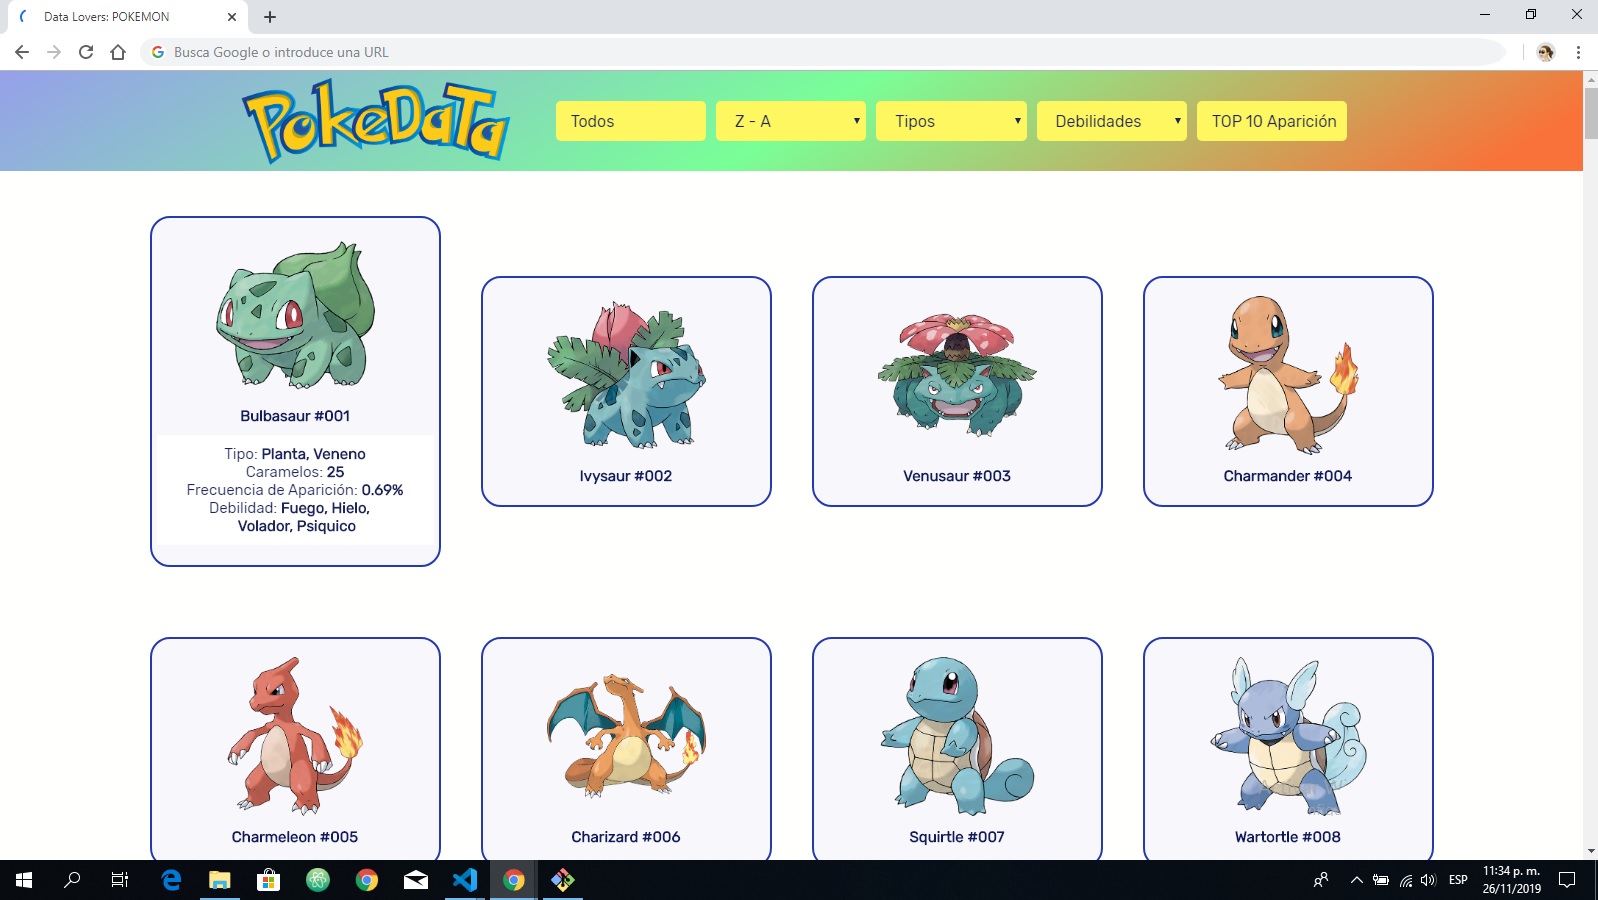 Data Lovers: POKEMON
Busca Google o introduce una URL
PokeDaTa
Todos
Z - A
Tipos
Debilidades
TOP 10 Aparición
Bulbasaur #001
Tipo: Planta, Veneno
Caramelos: 25
Frecuencia de Aparición: 0.69%
Debilidad: Fuego, Hielo,
Volador, Psiquico
Ivysaur #002
Venusaur #003
Charmander #004
Charmeleon #005
Charizard #006
Squirtle #007
Wartortle #008
ESP
11:34 p. m.
26/11/2019